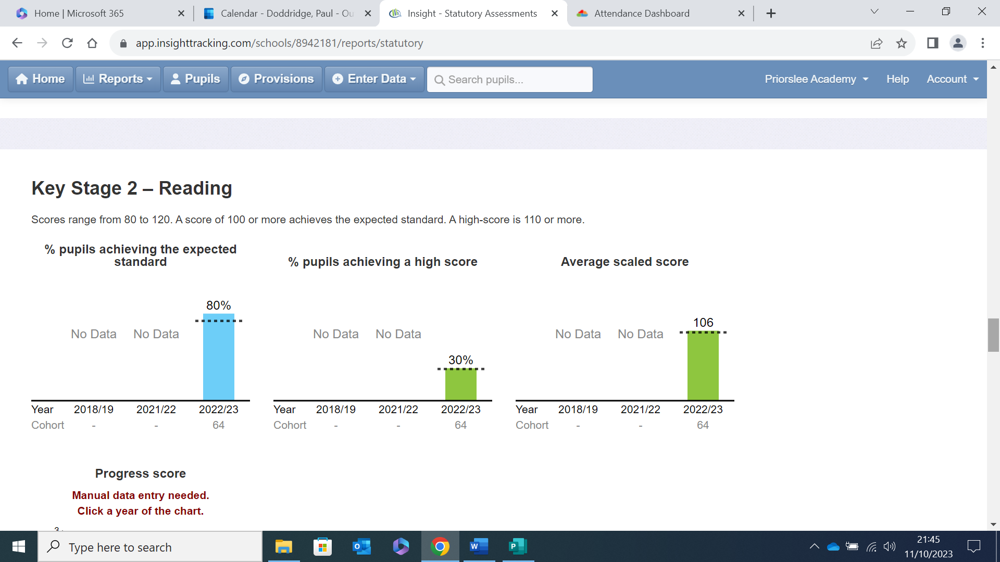 Home | Microsoft 365
Calendar - Doddridge, Paul - Ou
Insight - Statutory Assessments
Attendance Dashboard
app.insighttracking.com/schools/8942181/reports/statutory
Home Reports Pupils Provisions Enter Data Search pupils... Priorslee Academy Help Account
Key Stage 2 – Reading
Scores range from 80 to 120. A score of 100 or more achieves the expected standard. A high-score is 110 or more.
% pupils achieving the expected
standard
No Data No Data 80%
Year 2018/19 2021/22 2022/23
Cohort - - 64
% pupils achieving a high score
No Data No Data 30%
Year 2018/19 2021/22 2022/23
Cohort - - 64
Average scaled score
No Data No Data 106
Year 2018/19 2021/22 2022/23
Cohort - - 64
Progress score
Manual data entry needed.
Click a year of the chart.
3
Type here to search
21:45
11/10/2023